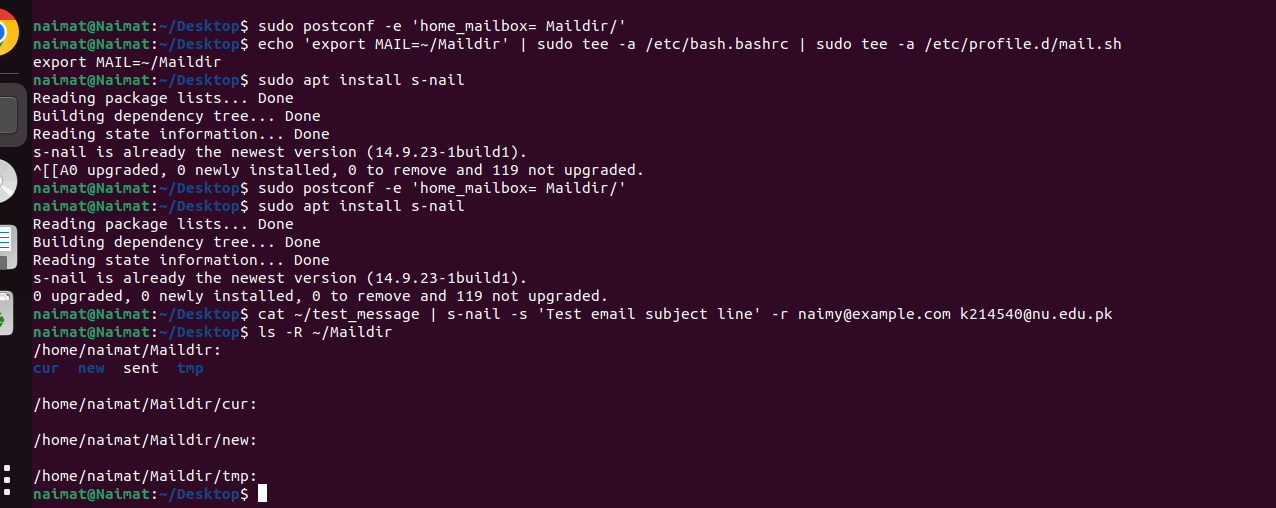 naimat@Naimat:~/Desktop$ sudo postconf -e 'home_mailbox= Maildir/'
naimat@Naimat:~/Desktop$ echo 'export MAIL=~/Maildir' | sudo tee -a /etc/bash.bashrc | sudo tee -a /etc/profile.d/mail.sh
export MAIL=~/Maildir
naimat@Naimat:~/Desktop$ sudo apt install s-nail
Reading package lists... Done
Building dependency tree... Done
Reading state information... Done
s-nail is already the newest version (14.9.23-1build1).
^[[A0 upgraded, 0 newly installed, 0 to remove and 119 not upgraded.
naimat@Naimat:~/Desktop$ sudo postconf -e 'home_mailbox= Maildir/'
naimat@Naimat:~/Desktop$ sudo apt install s-nail
Reading package lists... Done
Building dependency tree... Done
Reading state information... Done
s-nail is already the newest version (14.9.23-1build1).
0 upgraded, 0 newly installed, 0 to remove and 119 not upgraded.
naimat@Naimat:~/Desktop$ cat ~/test_message | s-nail -s 'Test email subject line' -r naimy@example.com k214540@nu.edu.pk
naimat@Naimat:~/Desktop$ ls -R ~/Maildir
/home/naimat/Maildir:
cur  new  sent  tmp
/home/naimat/Maildir/cur:
/home/naimat/Maildir/new:
/home/naimat/Maildir/tmp:
naimat@Naimat:~/Desktop$